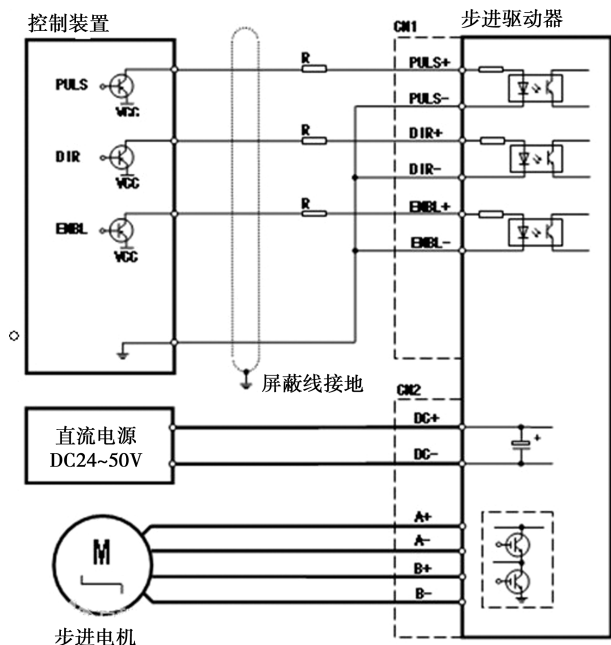 控制装置
步进驱动器
CN1
PULS
VCC
R
PULS+
PULS-
DIR
VCC
R
DIR+
DIR-
ENBL
VCC
R
ENBL+
ENBL-
屏蔽线接地
CN2
直流电源
DC24~50V
DC+
DC-
+
M
A+
A-
B+
B-
步进电机